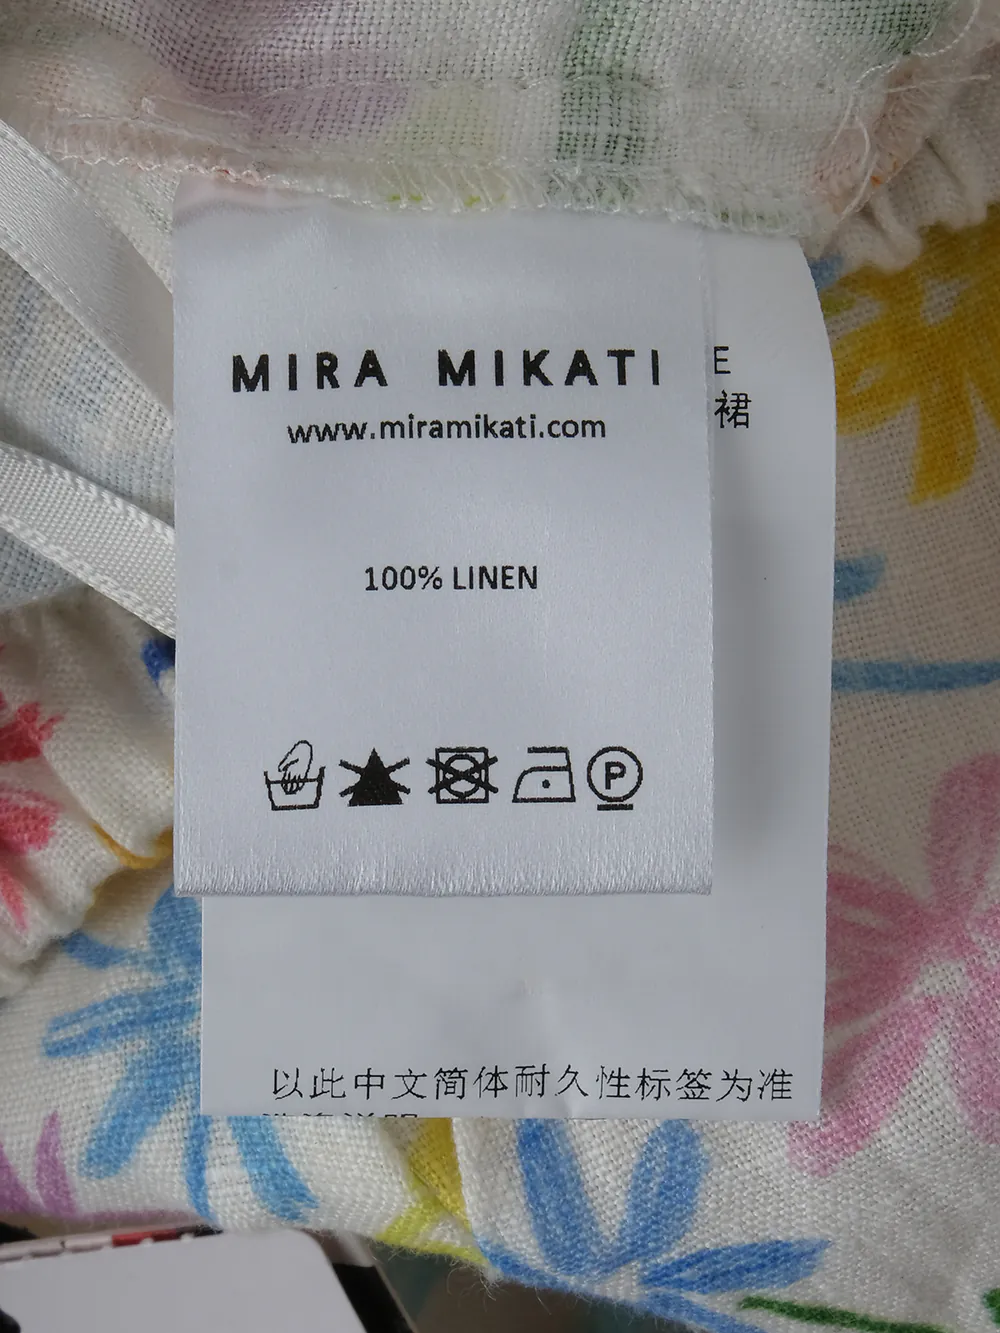 MIRA MIKATI
www.miramikati.com
E
裙
100% LINEN
P
以此中文简体耐久性标签为准